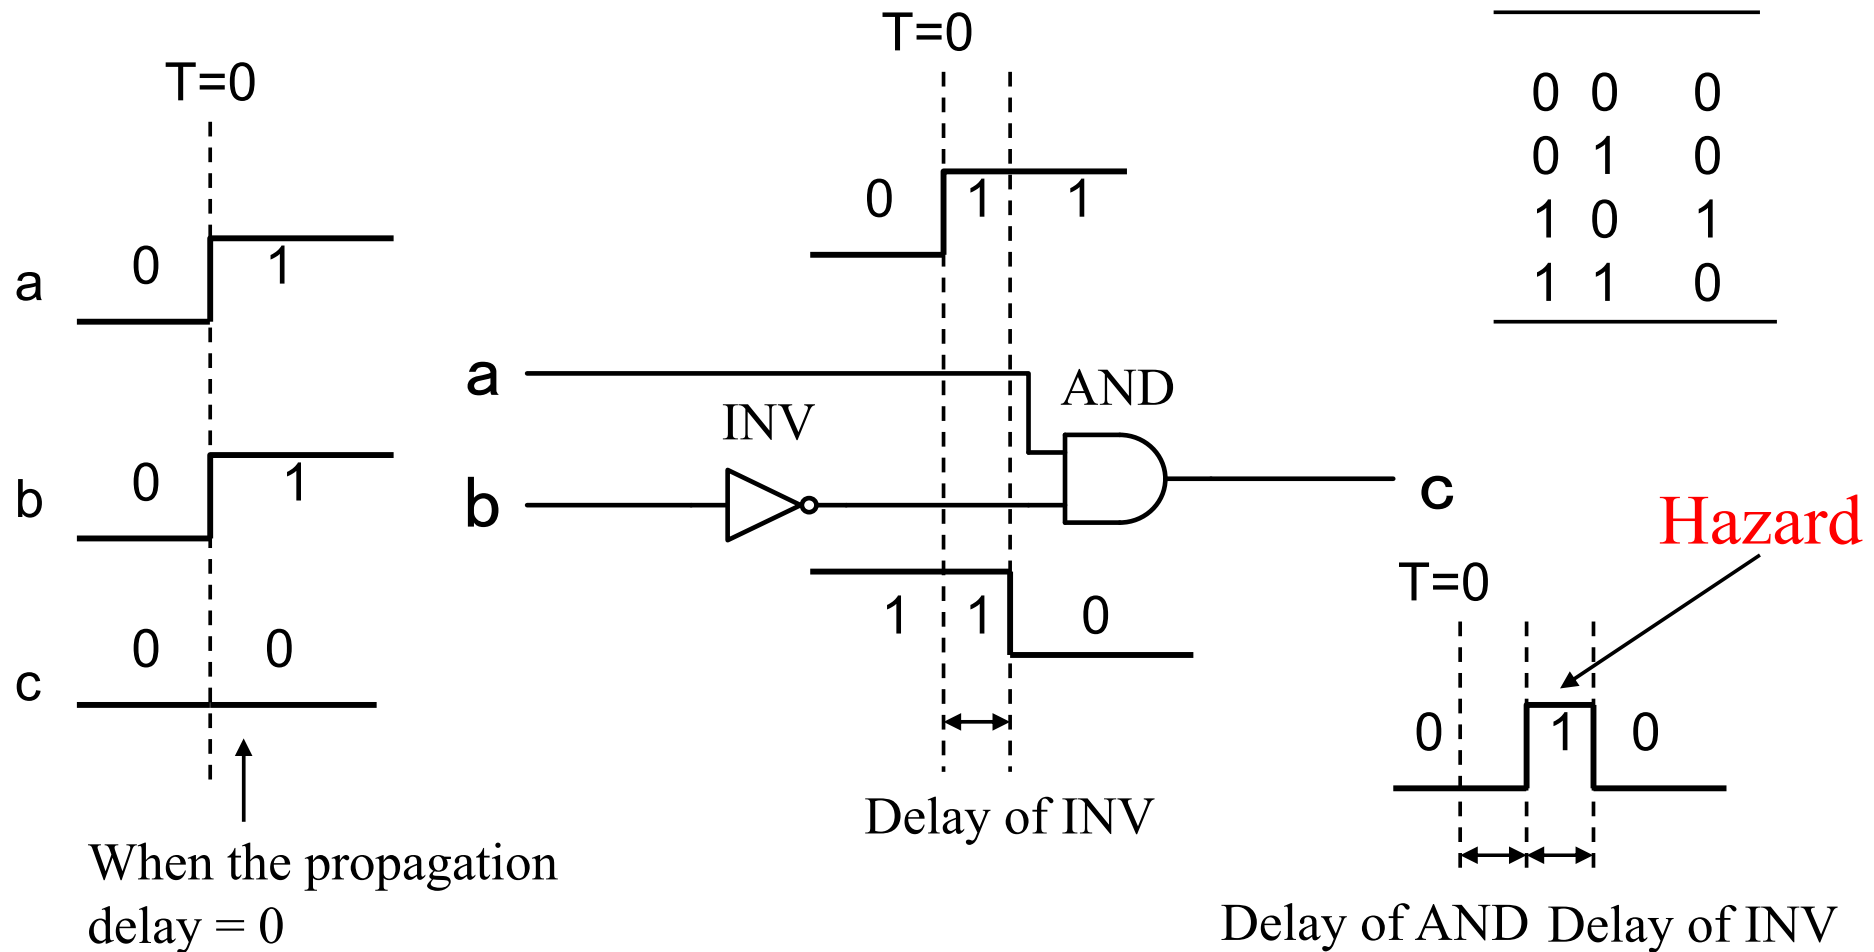 T=0
a
0 1
b
0 1
c
0 0
When the propagation
delay = 0
T=0
0 1 1
a
INV
AND
b
c
1 1 0
Delay of INV
0 0 0
0 1 0
1 0 1
1 1 0
Hazard
T=0
0 1 0
Delay of AND Delay of INV